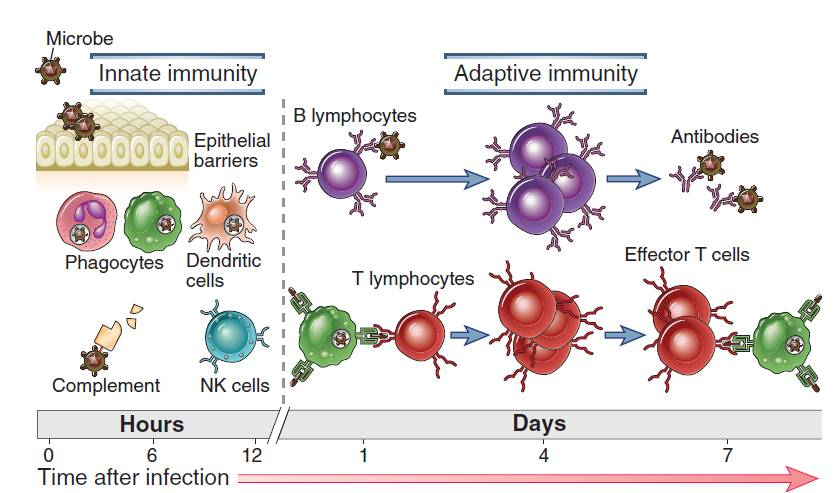 Microbe
Innate immunity
Adaptive immunity
B lymphocytes
Epithelial
barriers
Antibodies
Phagocytes
Dendritic
cells
T lymphocytes
Effector T cells
Complement
NK cells
Hours
Days
0
6
12
1
4
7
Time after infection